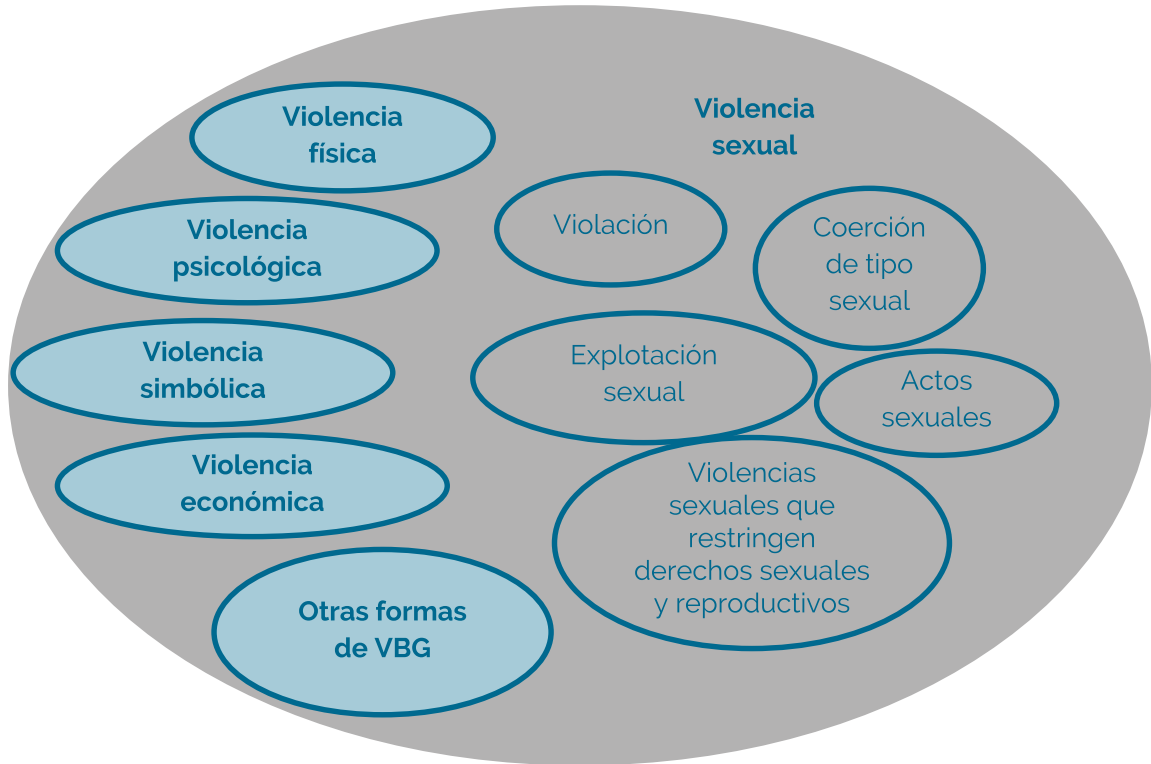 Violencia
física
Violencia
psicológica
Violencia
simbólica
Violencia
económica
Otras formas
de VBG
Violencia
sexual
Violación
Coerción
de tipo
sexual
Explotación
sexual
Actos
sexuales
Violencias
sexuales que
restringen
derechos sexuales
y reproductivos